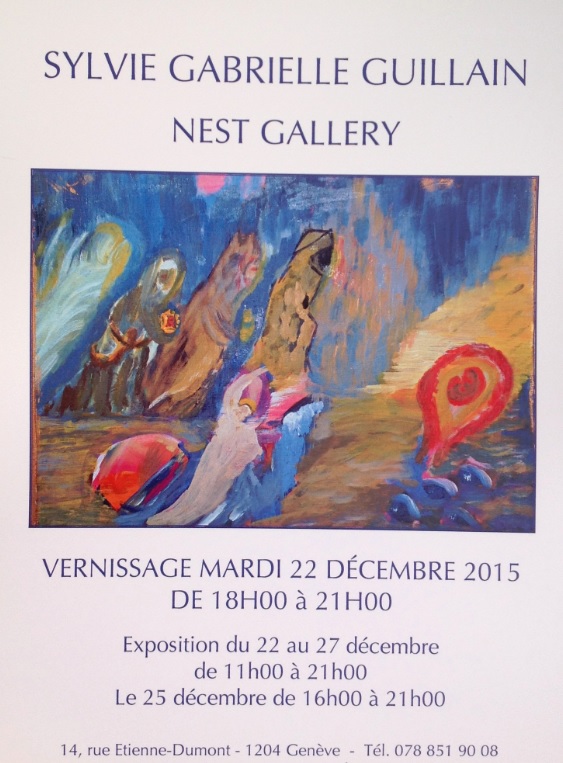 SYLVIE GABRIELLE GUILLAIN
NEST GALLERY
VERNISSAGE MARDI 22 DÉCEMBRE 2015
DE 18H00 à 21H00
Exposition du 22 au 27 décembre
de 11h00 à 21h00
Le 25 décembre de 16h00 à 21h00
14, rue Etienne-Dumont - 1204 Genève - Tél. 078 851 90 08